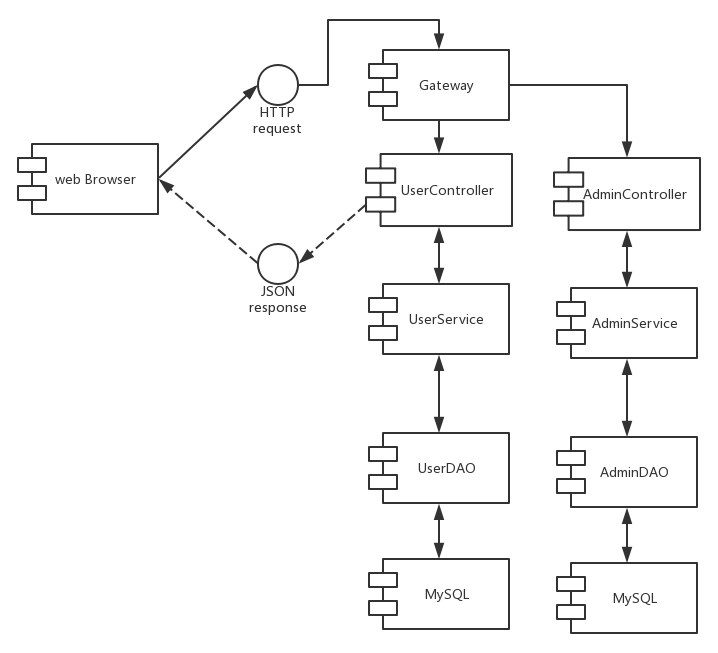 Gateway
HTTP
request
web Browser
UserController
AdminController
JSON
response
UserService
AdminService
UserDAO
AdminDAO
MySQL
MySQL